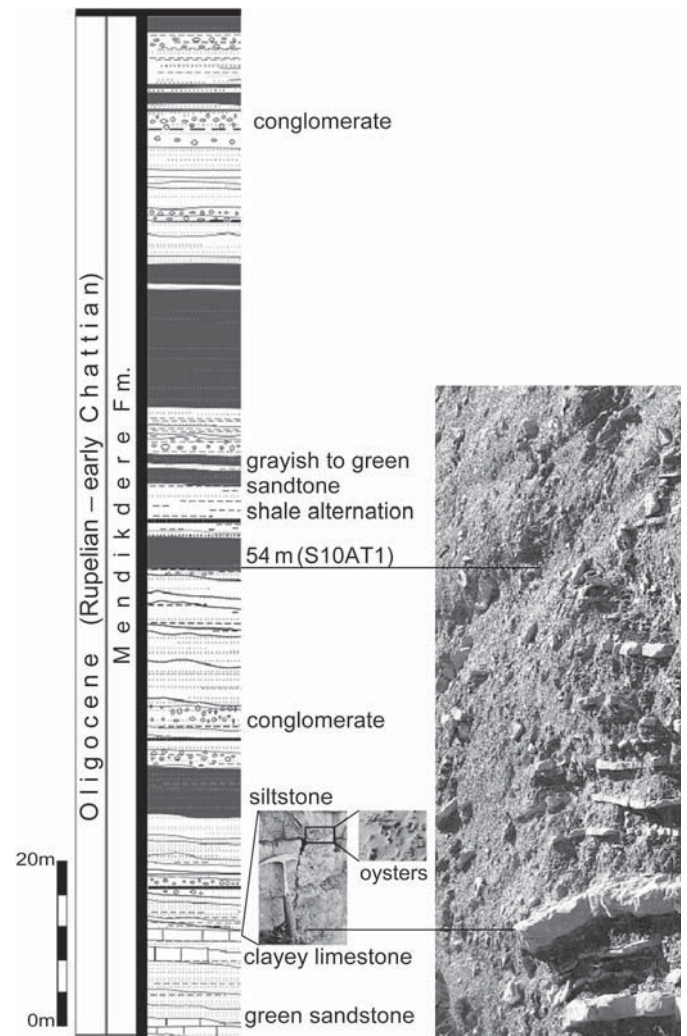 Oligocene (Rupelian – early Chattian)
Mendikdere Fm.
conglomerate
grayish to green
sandtone
shale alternation
54 m (S10AT1)
conglomerate
siltstone
oysters
clayey limestone
green sandstone
20m
0m